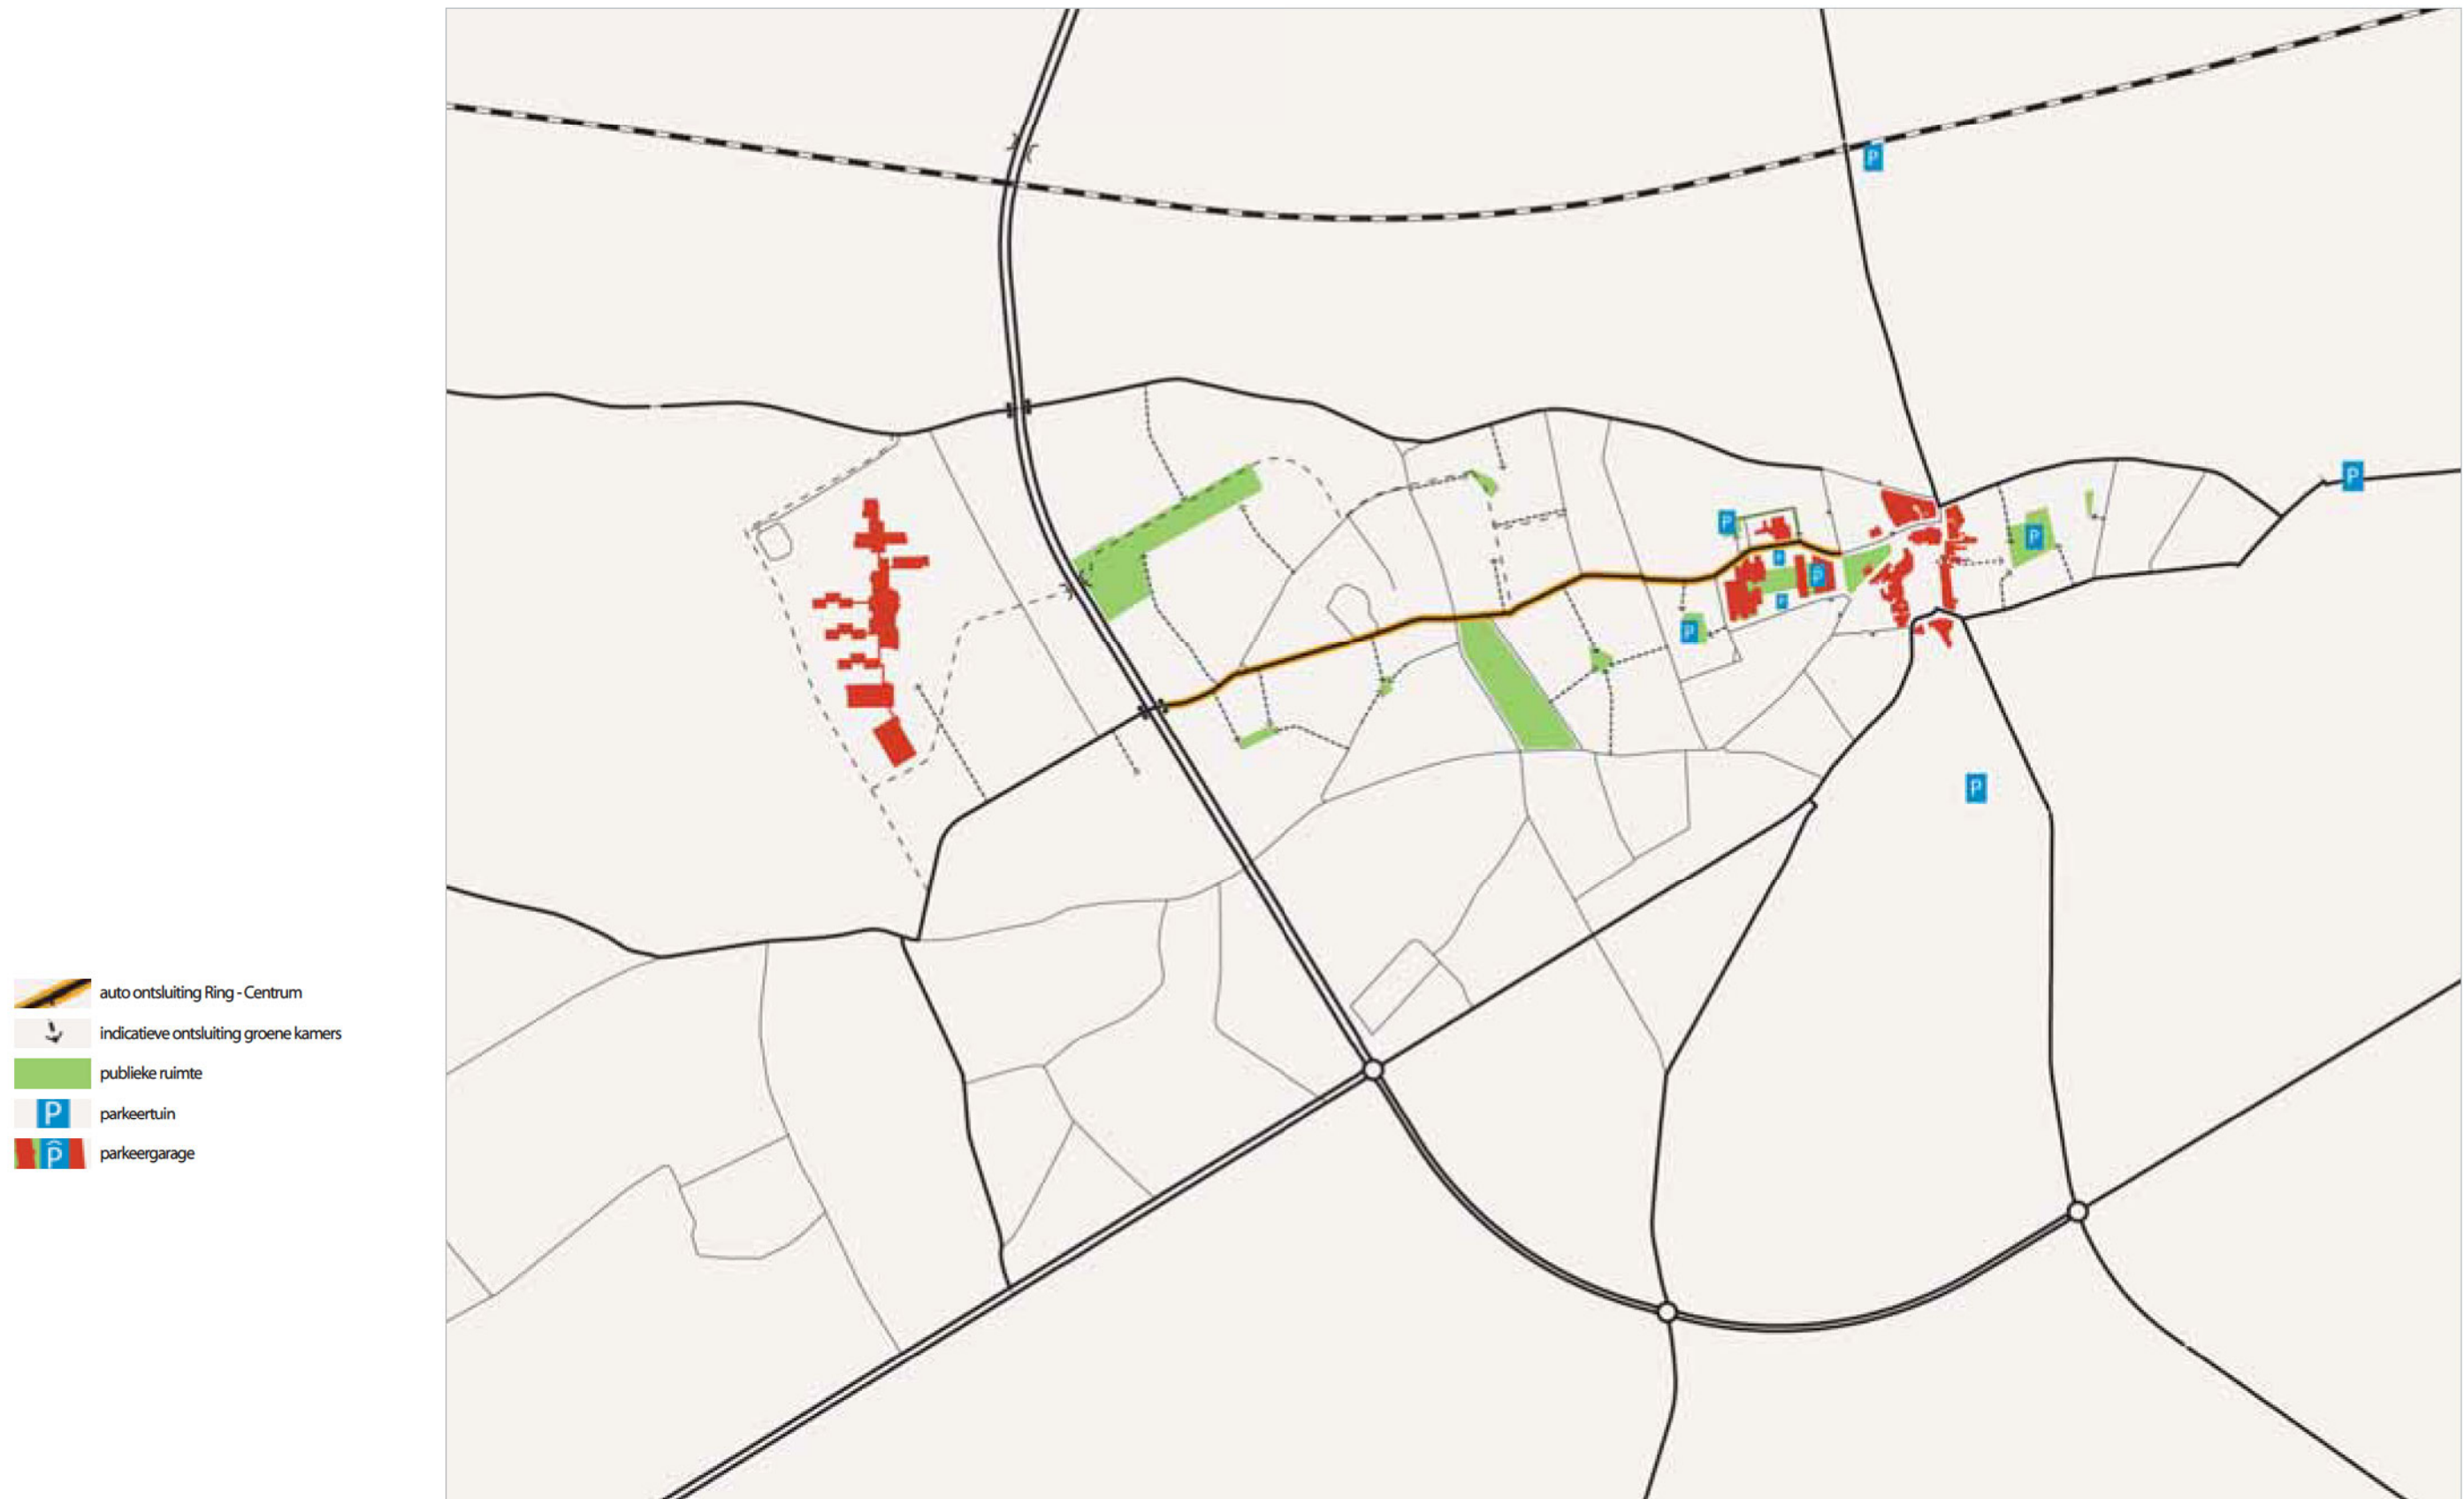 P
P
P
P
P
P
P
P
P
P
auto ontsluiting Ring - Centrum
indicatieve ontsluiting groene kamers
publieke ruimte
P
parkeertuin
P
parkeergarage